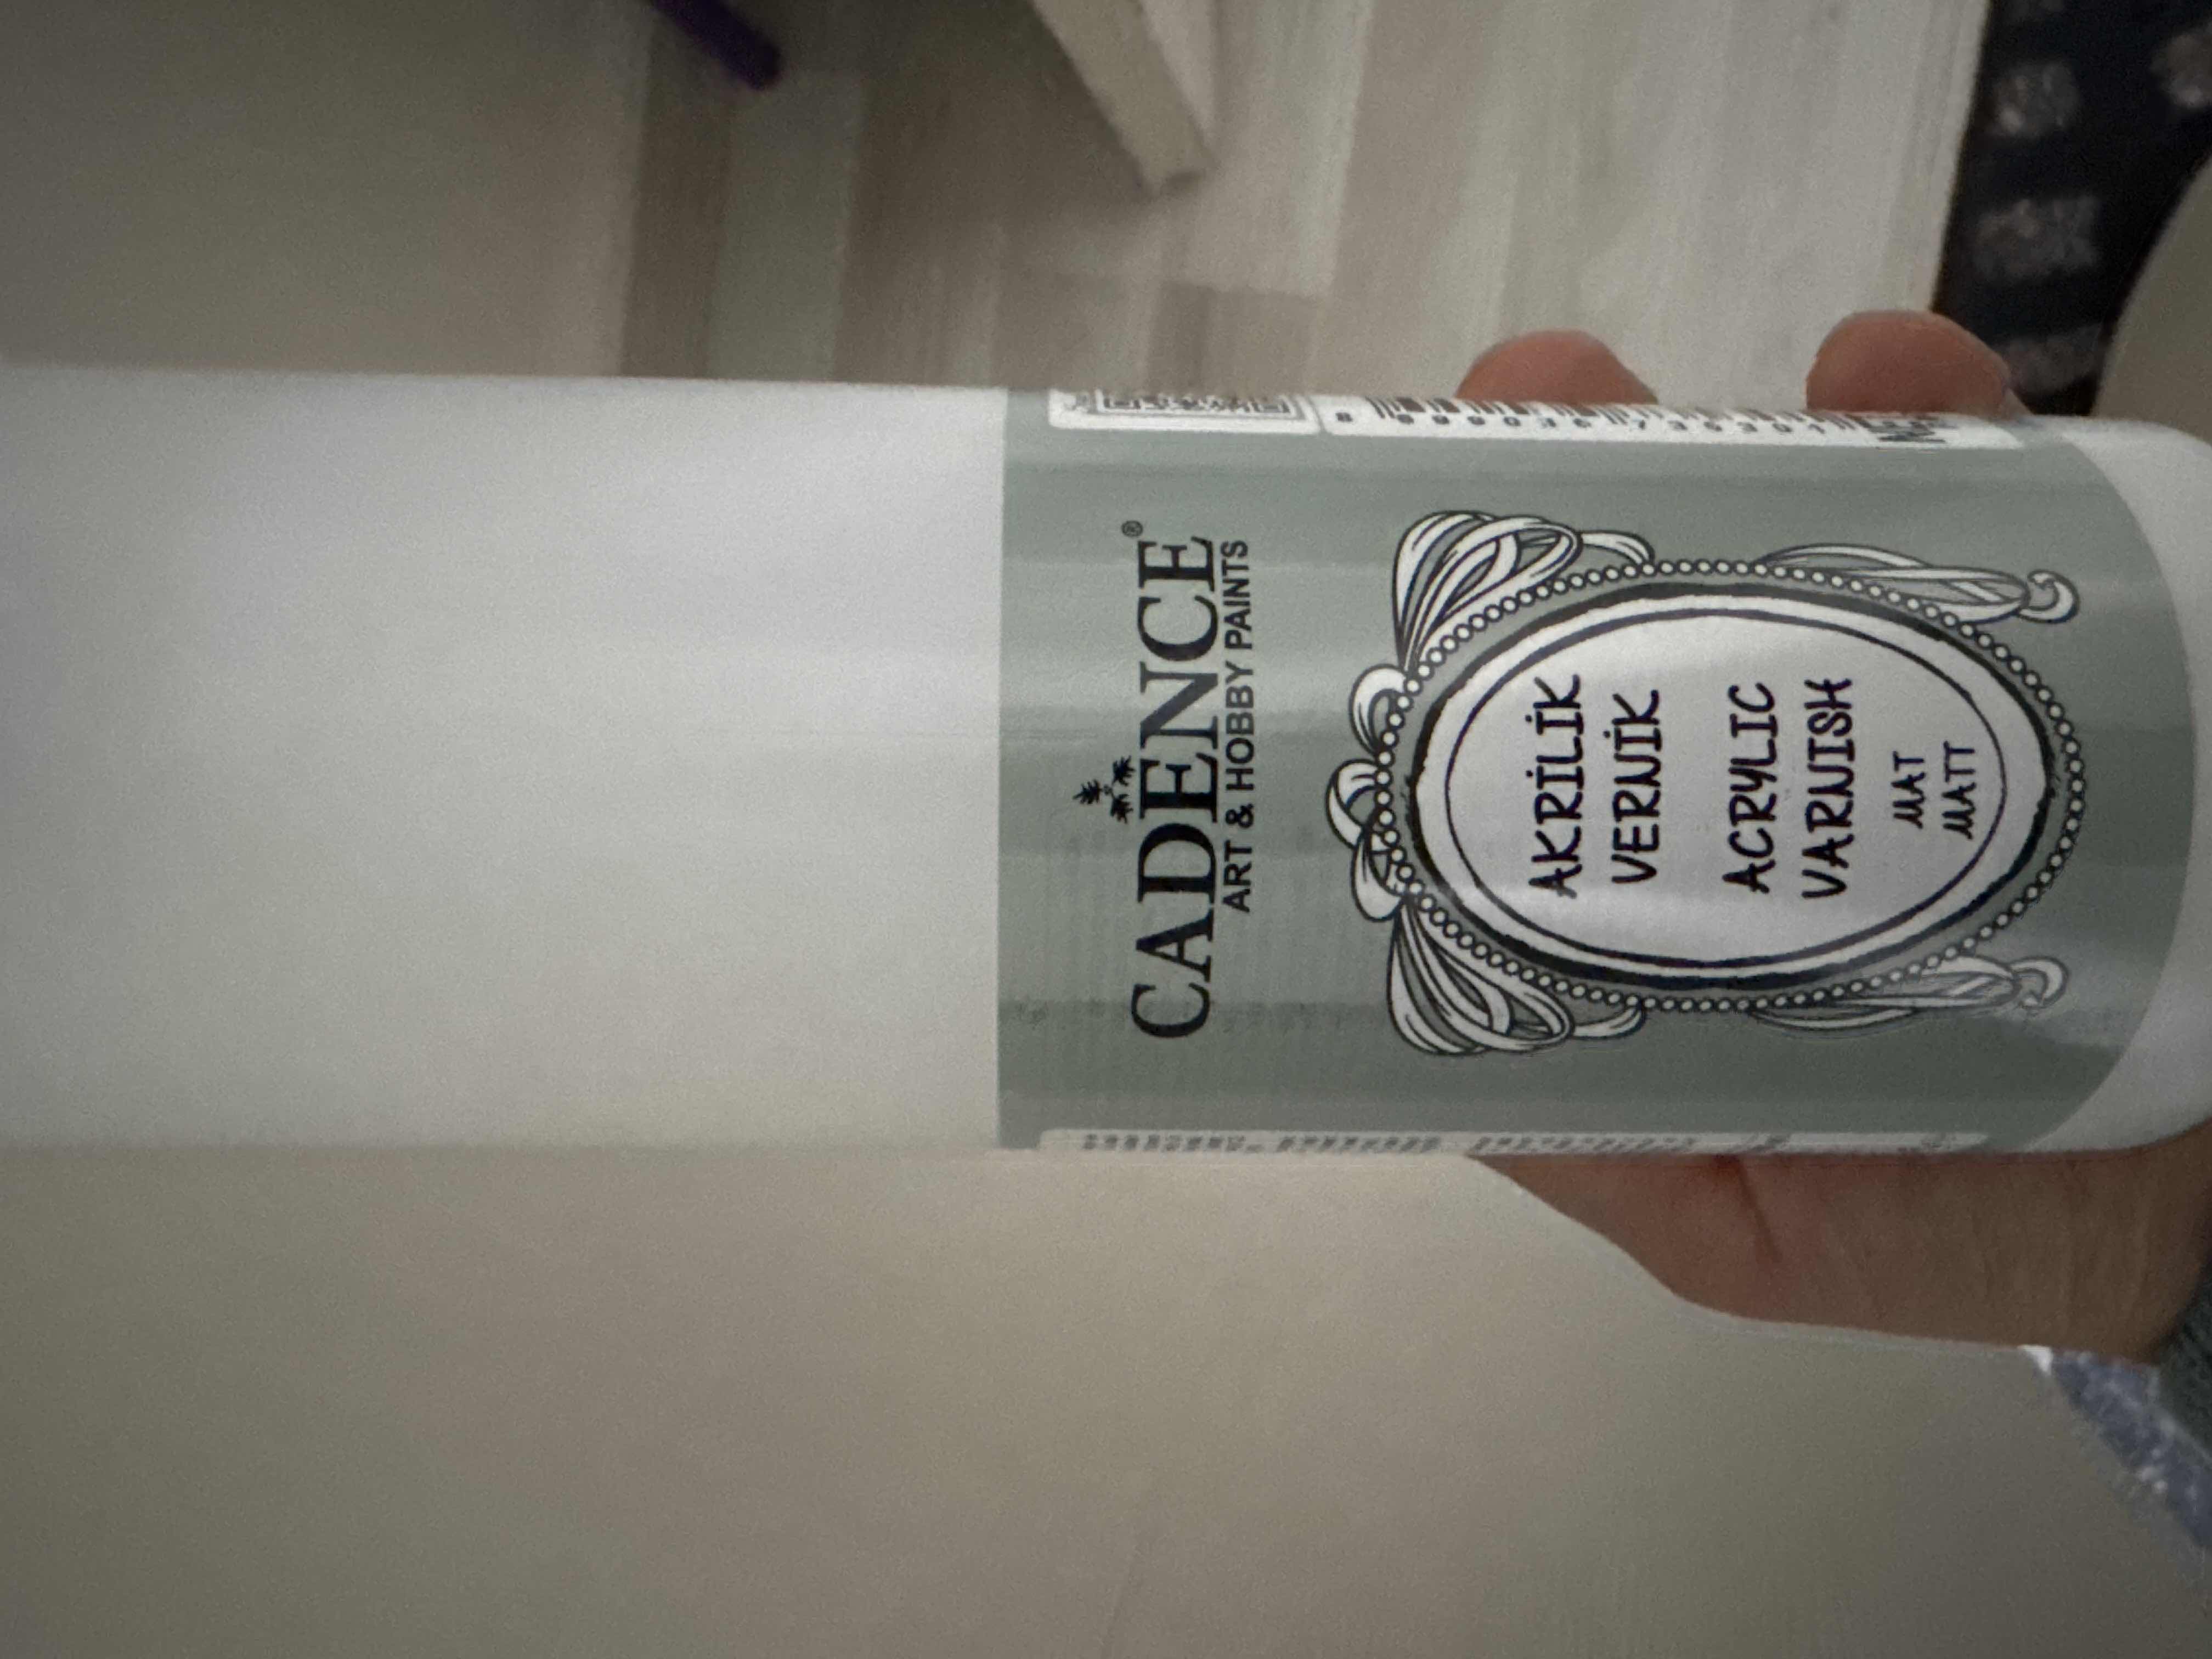 CADENCE®
ART & HOBBY PAINTS
AKRİLİK
VERNİK
ACRYLIC
VARNISH
MAT
MATT